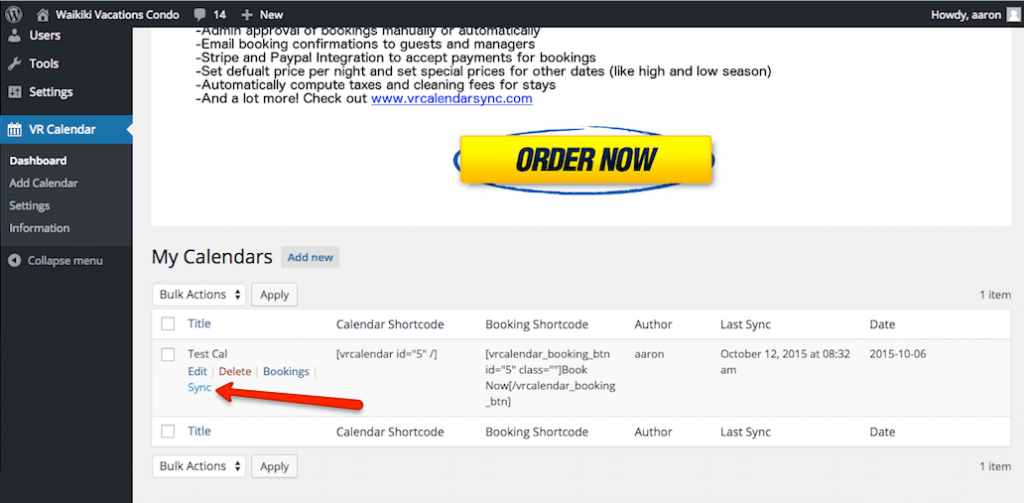 Waikiki Vacations Condo 14 New Howdy, aaron
Users
Tools
Settings
VR Calendar
Dashboard
Add Calendar
Settings
Information
Collapse menu
-Admin approval of bookings manually or automatically
-Email booking confirmations to guests and managers
-Stripe and Paypal Integration to accept payments for bookings
-Set defualt price per night and set special prices for other dates (like high and low season)
-Automatically compute taxes and cleaning fees for stays
-And a lot more! Check out www.vrcalendarsync.com
ORDER NOW
My Calendars Add new
Bulk Actions Apply 1 item
Title Calendar Shortcode Booking Shortcode Author Last Sync Date
Test Cal
Edit | Delete | Bookings |
Sync
[vrcalendar id="5" /]
[vrcalendar_booking_btn
id="5" class=""]Book
Now[/vrcalendar_booking
_btn]
aaron
October 12, 2015 at 08:32
am
2015-10-06
Title Calendar Shortcode Booking Shortcode Author Last Sync Date
Bulk Actions Apply 1 item